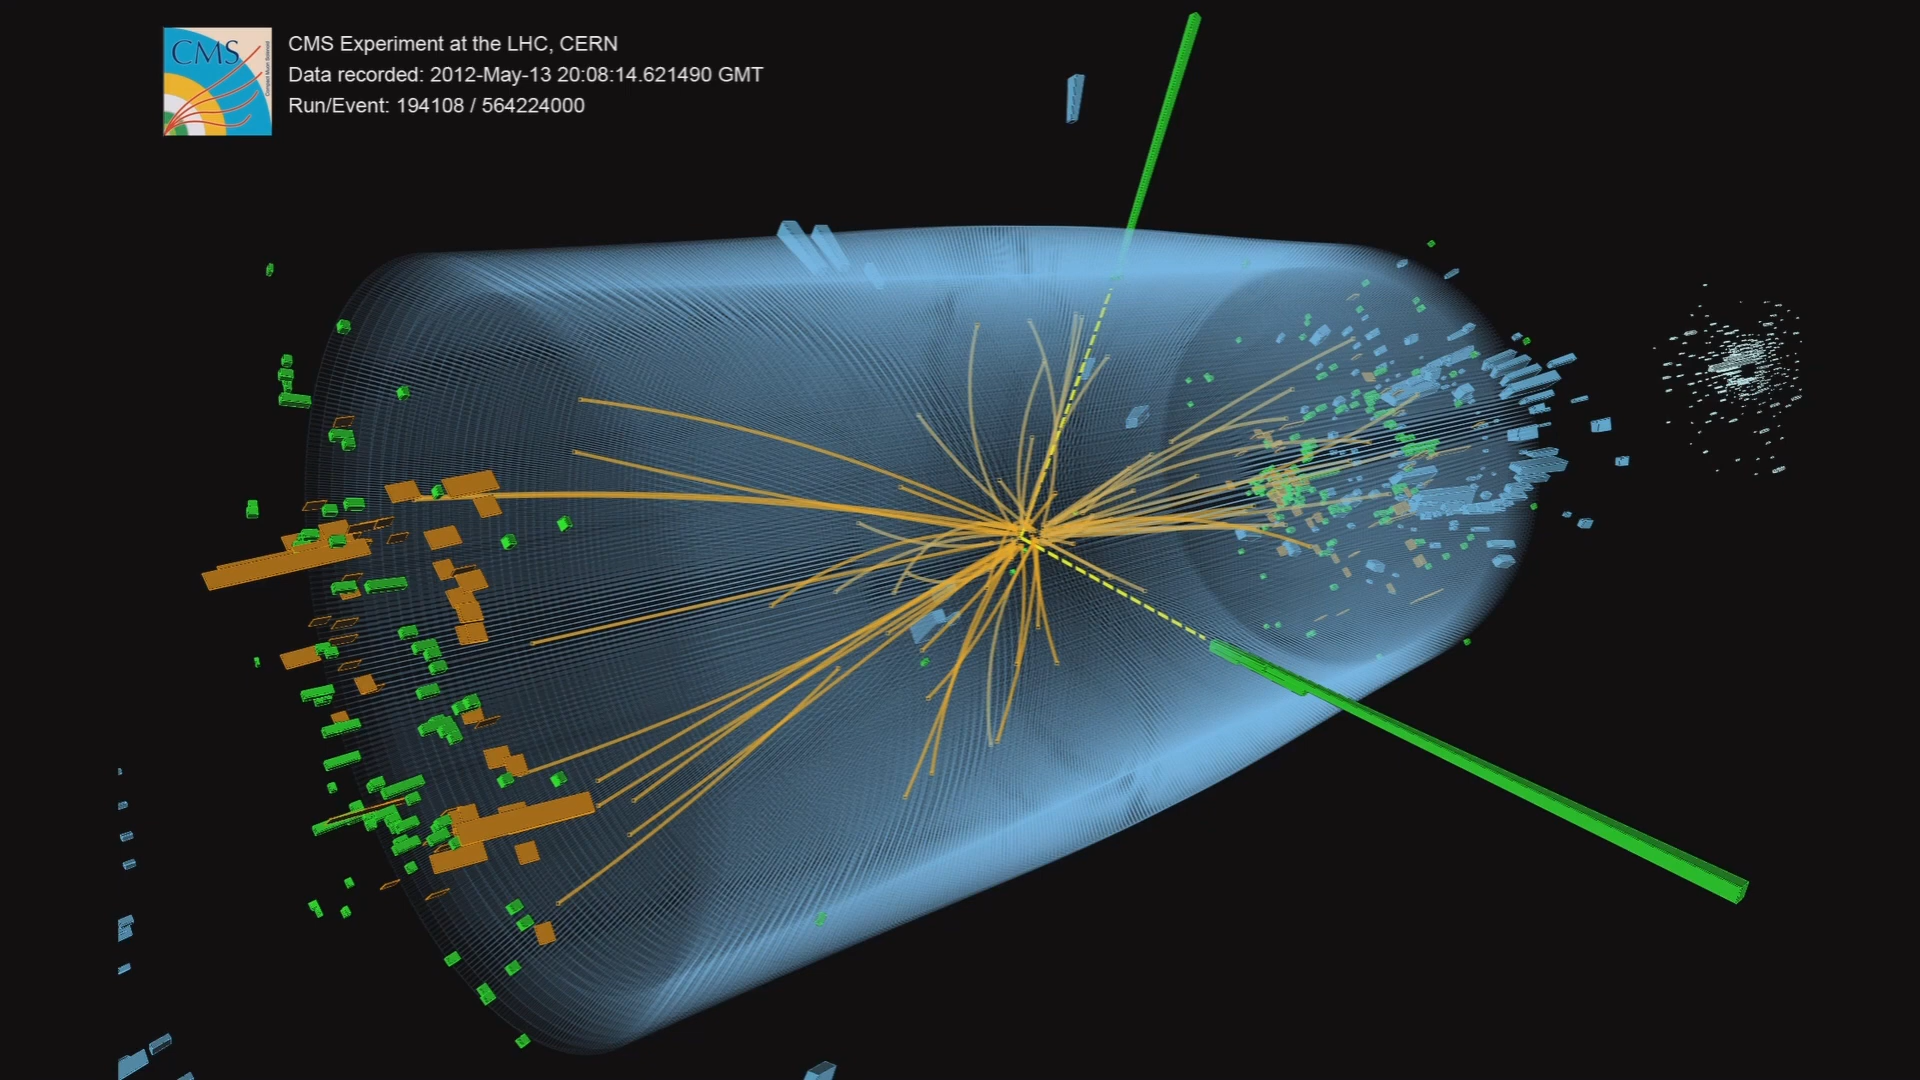 CMS
CMS Experiment at the LHC, CERN
Data recorded: 2012-May-13 20:08:14.621490 GMT
Run/Event: 194108 / 564224000